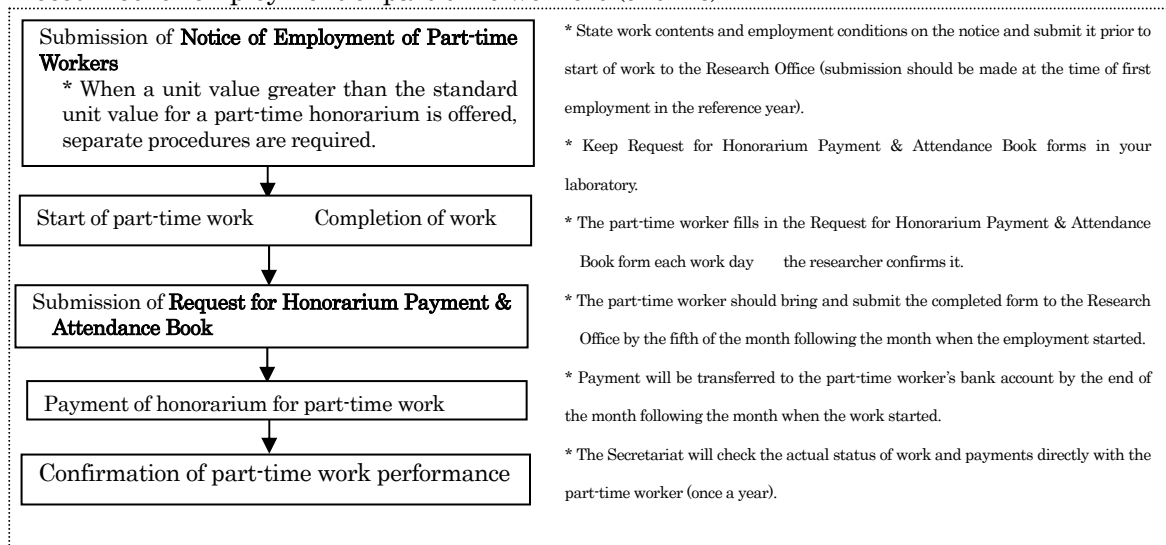 Submission of Notice of Employment of Part-time
Workers
* When a unit value greater than the standard
unit value for a part-time honorarium is offered,
separate procedures are required.
Start of part-time work Completion of work
Submission of Request for Honorarium Payment &
Attendance Book
Payment of honorarium for part-time work
Confirmation of part-time work performance
* State work contents and employment conditions on the notice and submit it prior to
start of work to the Research Office (submission should be made at the time of first
employment in the reference year).
* Keep Request for Honorarium Payment & Attendance Book forms in your
laboratory.
* The part-time worker fills in the Request for Honorarium Payment & Attendance
Book form each work day the researcher confirms it.
* The part-time worker should bring and submit the completed form to the Research
Office by the fifth of the month following the month when the employment started.
* Payment will be transferred to the part-time worker's bank account by the end of
the month following the month when the work started.
* The Secretariat will check the actual status of work and payments directly with the
part-time worker (once a year).